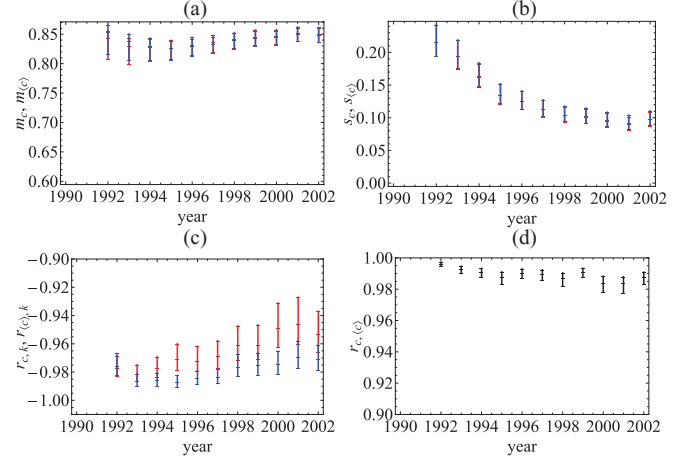 (a)
0.85
0.80
0.75
0.70
0.65
0.60
m_c, m_⟨c⟩
1990 1992 1994 1996 1998 2000 2002
year
(b)
0.20
0.15
0.10
0.05
0.00
s_c, s_⟨c⟩
1990 1992 1994 1996 1998 2000 2002
year
(c)
−0.90
−0.92
−0.94
−0.96
−0.98
−1.00
r_{c, k}, r_{⟨c⟩, k}
1990 1992 1994 1996 1998 2000 2002
year
(d)
1.00
0.98
0.96
0.94
0.92
0.90
r_{c, ⟨c⟩}
1990 1992 1994 1996 1998 2000 2002
year